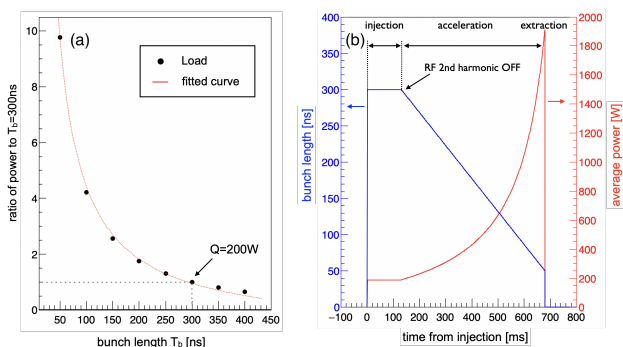 (a)
Load
fitted curve
Q=200W
ratio of power to Tb=300ns
10
8
6
4
2
0
50 100 150 200 250 300 350 400 450
bunch length Tb [ns]
injection acceleration extraction
(b)
RF 2nd harmonic OFF
bunch length [ns]
400
350
300
250
200
150
100
50
0
average power [W]
2000
1800
1600
1400
1200
1000
800
600
400
200
0
-100 0 100 200 300 400 500 600 700 800
time from injection [ms]